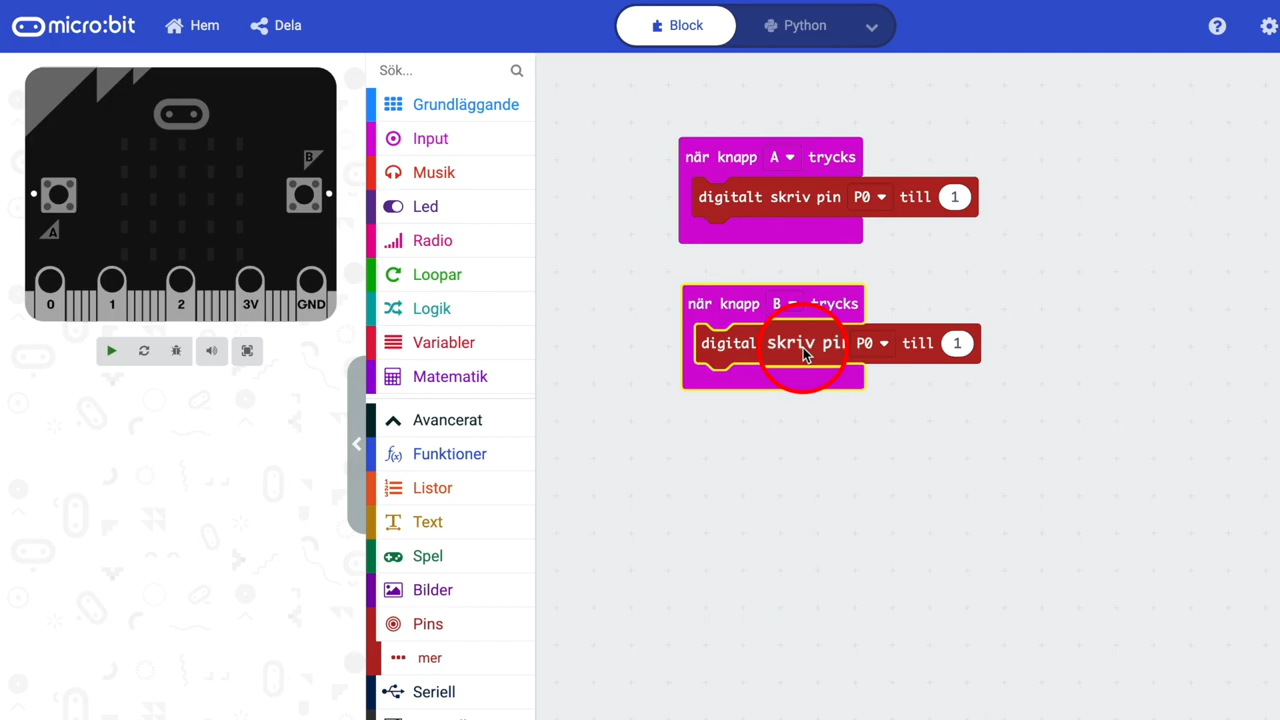 micro:bit
Hem
Dela
Block
Python
?
Sök...
Grundläggande
Input
Musik
Led
Radio
Loopar
Logik
Variabler
Matematik
Avancerat
Funktioner
Listor
Text
Spel
Bilder
Pins
mer
Seriell
A
B
0 1 2 3V GND
när knapp A trycks
digitalt skriv pin P0 till 1
när knapp B trycks
digital skriv pin P0 till 1